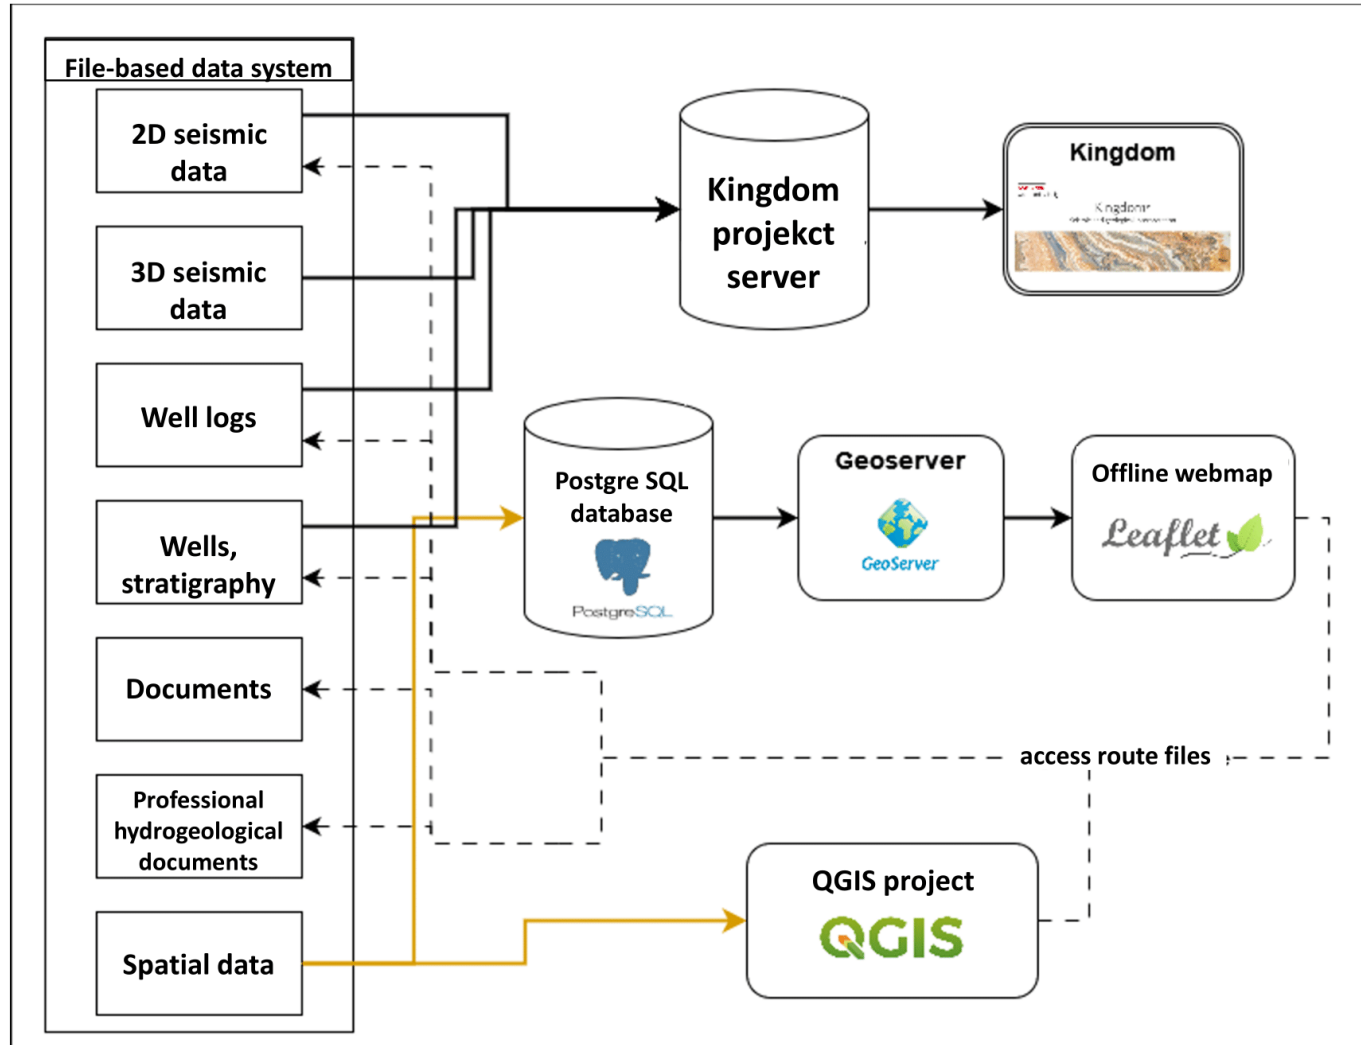 File-based data system
2D seismic
data
3D seismic
data
Well logs
Wells,
stratigraphy
Documents
Professional
hydrogeological
documents
Spatial data
Kingdom
projekct
server
Kingdom
Kingdom
Postgre SQL
database
PostgreSQL
Geoserver
GeoServer
Offline webmap
Leaflet
access route files
QGIS project
QGIS